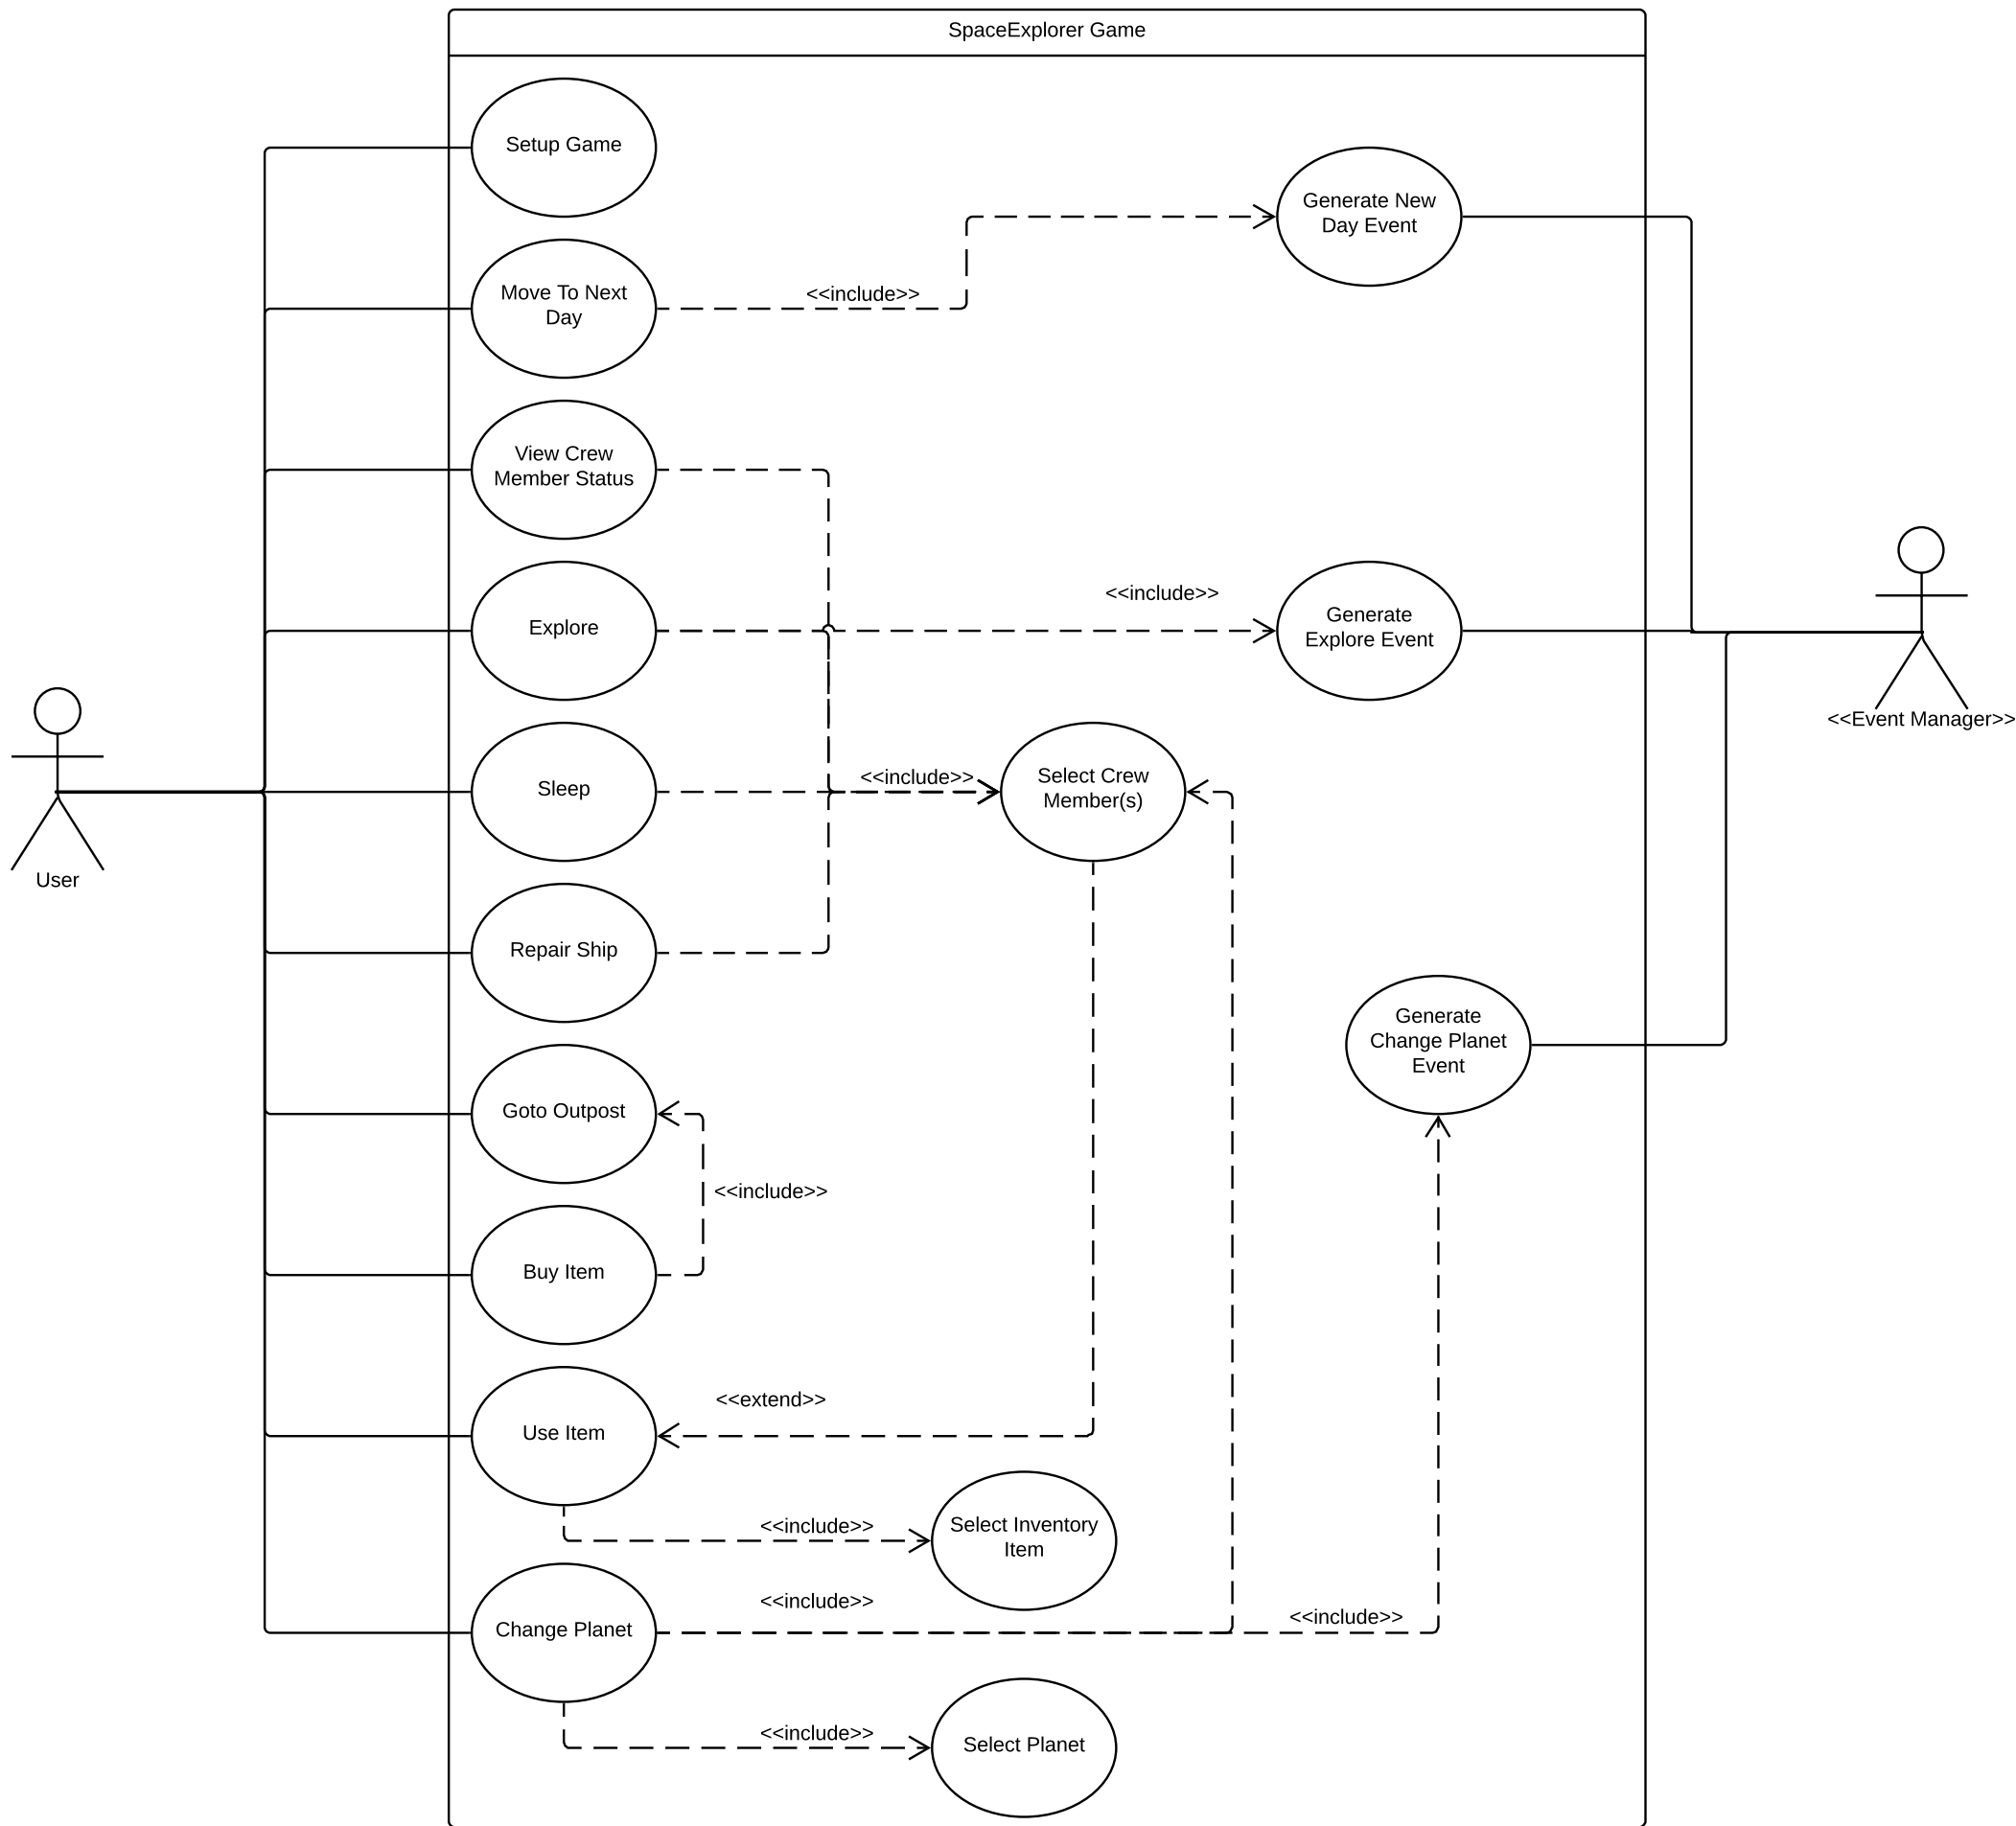 SpaceExplorer Game
Setup Game
Generate New
Day Event
Move To Next
Day
<<include>>
View Crew
Member Status
Explore
<<include>>
Generate
Explore Event
<<Event Manager>>
Sleep
<<include>>
Select Crew
Member(s)
User
Repair Ship
Generate
Change Planet
Event
Goto Outpost
<<include>>
Buy Item
<<extend>>
Use Item
<<include>>
Select Inventory
Item
<<include>>
<<include>>
Change Planet
<<include>>
Select Planet